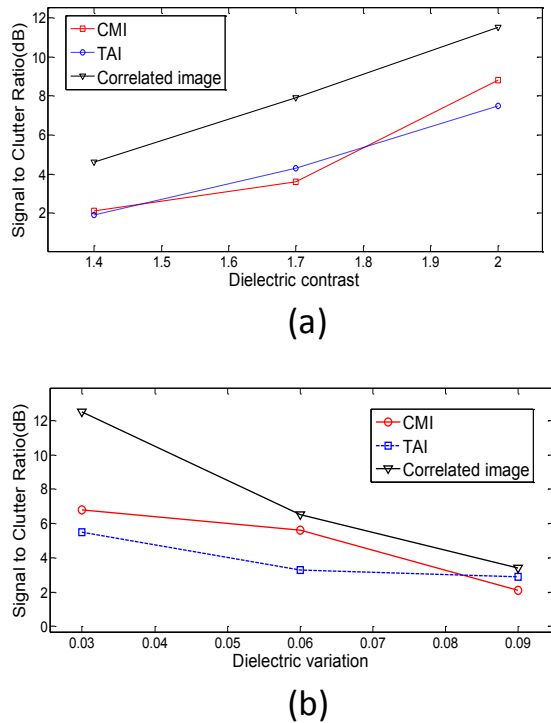 12
10
8
6
4
2
Signal to Clutter Ratio(dB)
CMI
TAI
Correlated image
1.4 1.5 1.6 1.7 1.8 1.9 2
Dielectric contrast
(a)
12
10
8
6
4
2
0
Signal to Clutter Ratio(dB)
CMI
TAI
Correlated image
0.03 0.04 0.05 0.06 0.07 0.08 0.09
Dielectric variation
(b)